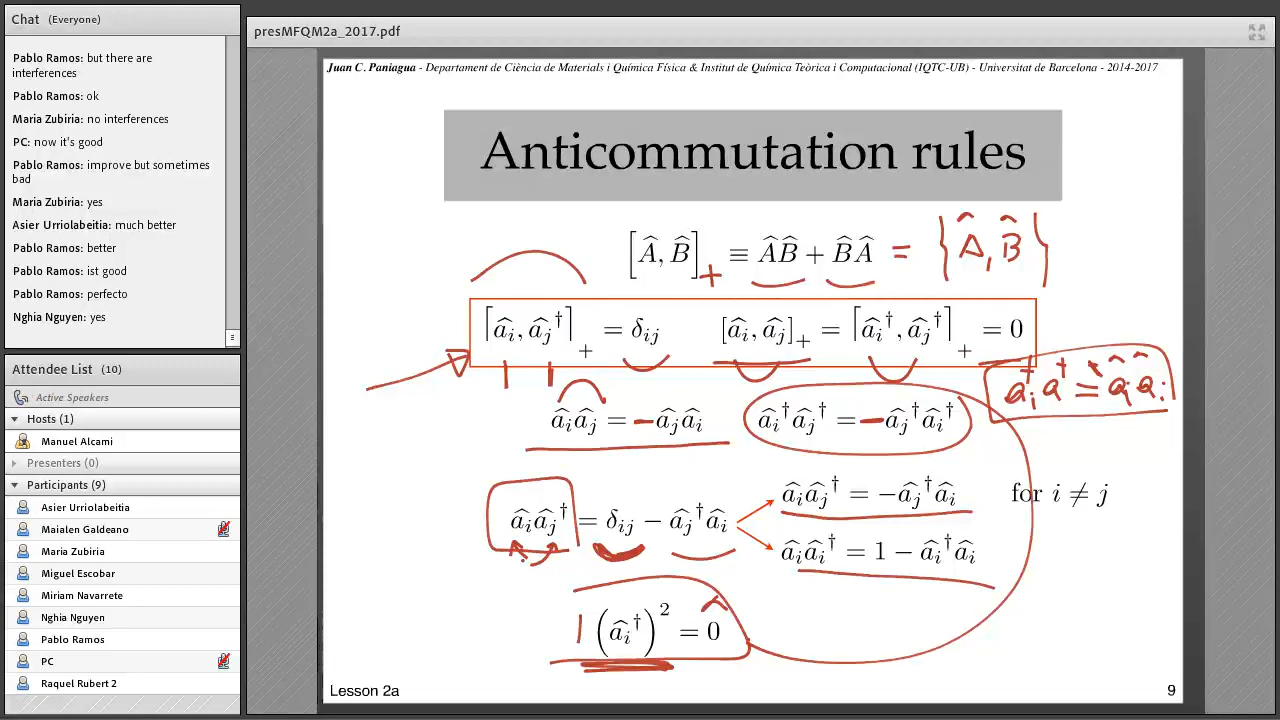 Chat (Everyone)
Pablo Ramos: but there are
interferences
Pablo Ramos: ok
Maria Zubiria: no interferences
PC: now it's good
Pablo Ramos: improve but sometimes
bad
Maria Zubiria: yes
Asier Urriolabeitia: much better
Pablo Ramos: better
Pablo Ramos: ist good
Pablo Ramos: perfecto
Nghia Nguyen: yes
Attendee List (10)
Active Speakers
Hosts (1)
Manuel Alcami
Presenters (0)
Participants (9)
Asier Urriolabeitia
Maialen Galdeano
Maria Zubiria
Miguel Escobar
Miriam Navarrete
Nghia Nguyen
Pablo Ramos
PC
Raquel Rubert 2
presMFQM2a_2017.pdf
Juan C. Paniagua - Departament de Ciència de Materials i Química Física & Institut de Química Teòrica i Computacional (IQTC-UB) - Universitat de Barcelona - 2014-2017
Anticommutation rules
[Â, B̂]₊ ≡ ÂB̂ + B̂Â = {Â, B̂}
[âᵢ, âⱼ†]₊ = δᵢⱼ [âᵢ, âⱼ]₊ = [âᵢ†, âⱼ†]₊ = 0
âᵢâⱼ = −âⱼâᵢ âᵢ†âⱼ† = −âⱼ†âᵢ†
âᵢâⱼ† = −âⱼ†âᵢ for i ≠ j
âᵢâⱼ† = δᵢⱼ − âⱼ†âᵢ
âᵢâᵢ† = 1 − âᵢ†âᵢ
(âᵢ†)² = 0
Lesson 2a
9